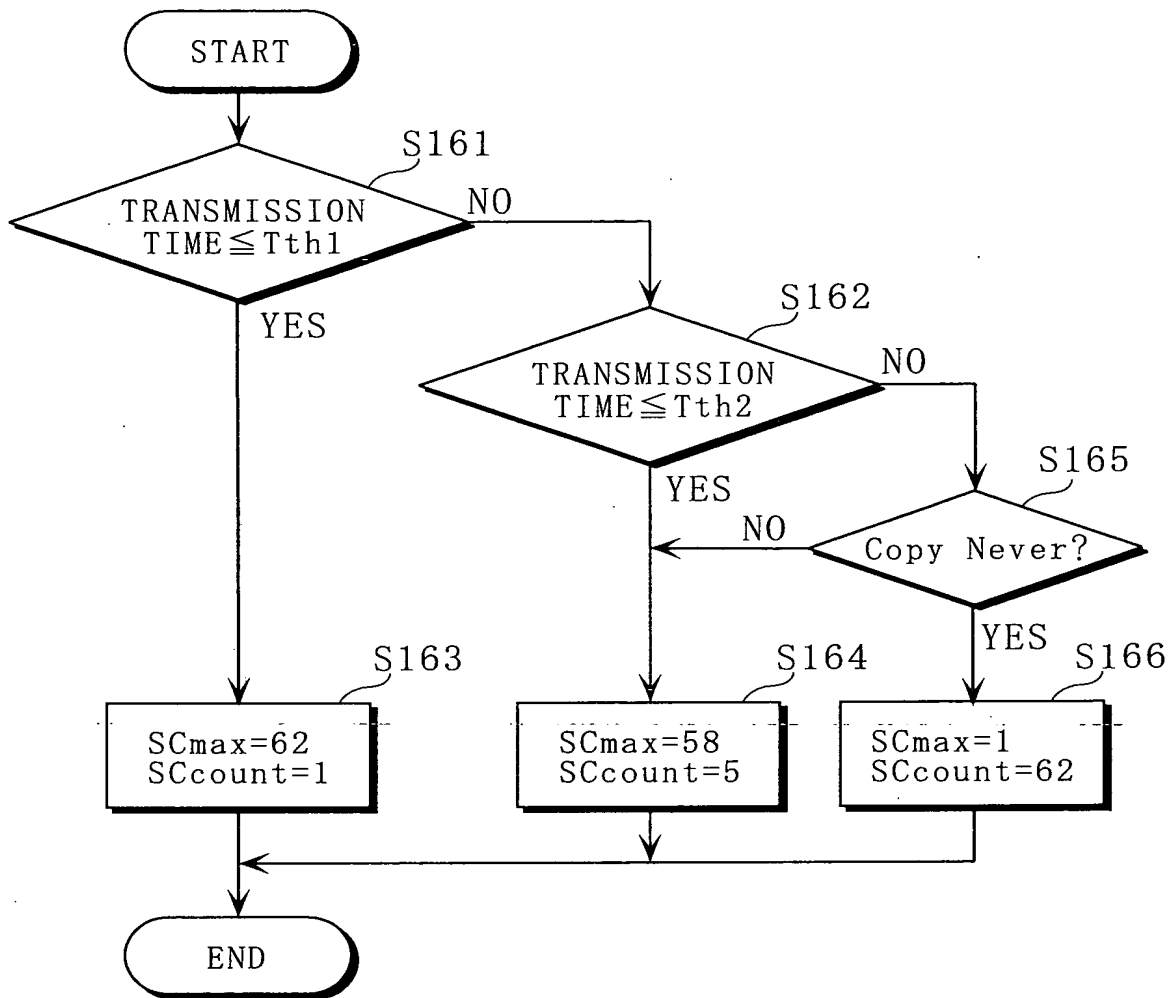 START
S161
TRANSMISSION
TIME≦Tth1
NO
YES
S162
TRANSMISSION
TIME≦Tth2
NO
YES
S165
NO
Copy Never?
YES
S163
SCmax=62
SCcount=1
S164
SCmax=58
SCcount=5
S166
SCmax=1
SCcount=62
END